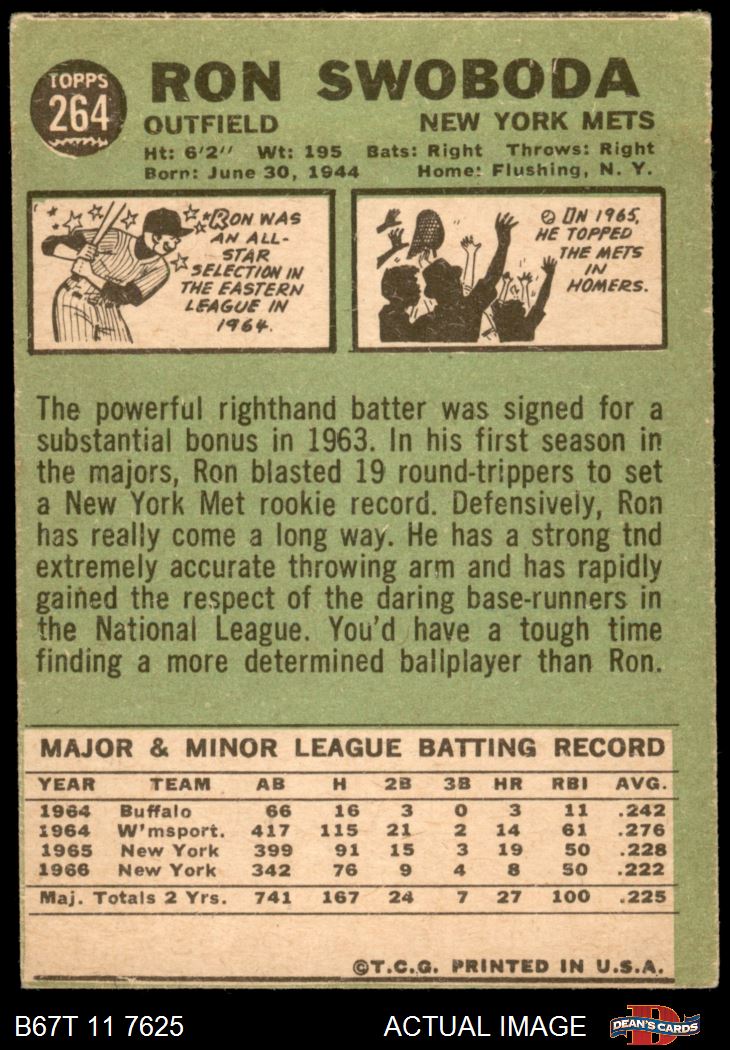 TOPPS
264
RON SWOBODA
OUTFIELD NEW YORK METS
Ht: 6'2" Wt: 195 Bats: Right Throws: Right
Born: June 30, 1944 Home: Flushing, N. Y.
RON WAS
AN ALL-
STAR
SELECTION IN
THE EASTERN
LEAGUE IN
1964.
IN 1965,
HE TOPPED
THE METS
IN
HOMERS.
The powerful righthand batter was signed for a
substantial bonus in 1963. In his first season in
the majors, Ron blasted 19 round-trippers to set
a New York Met rookie record. Defensively, Ron
has really come a long way. He has a strong tnd
extremely accurate throwing arm and has rapidly
gained the respect of the daring base-runners in
the National League. You'd have a tough time
finding a more determined ballplayer than Ron.
MAJOR & MINOR LEAGUE BATTING RECORD
YEAR TEAM AB H 2B 3B HR RBI AVG.
1964 Buffalo 66 16 3 0 3 11 .242
1964 W'msport. 417 115 21 2 14 61 .276
1965 New York 399 91 15 3 19 50 .228
1966 New York 342 76 9 4 8 50 .222
Maj. Totals 2 Yrs. 741 167 24 7 27 100 .225
©T.C.G. PRINTED IN U.S.A.
B67T 11 7625 ACTUAL IMAGE DEAN'S CARDS